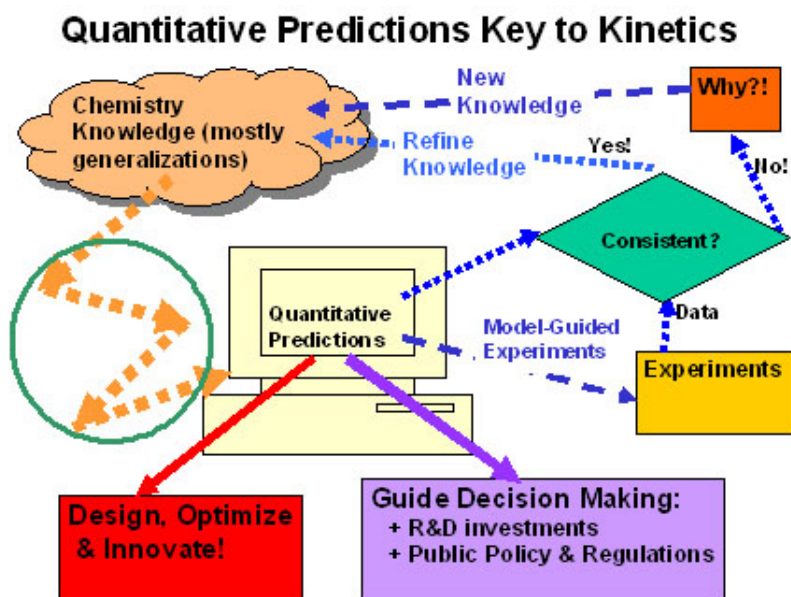 Quantitative Predictions Key to Kinetics
Chemistry
Knowledge (mostly
generalizations)
New
Knowledge
Why?!
Refine
Knowledge
Yes!
No!
Consistent?
Quantitative
Predictions
Model-Guided
Experiments
Data
Experiments
Design, Optimize
& Innovate!
Guide Decision Making:
+ R&D investments
+ Public Policy & Regulations